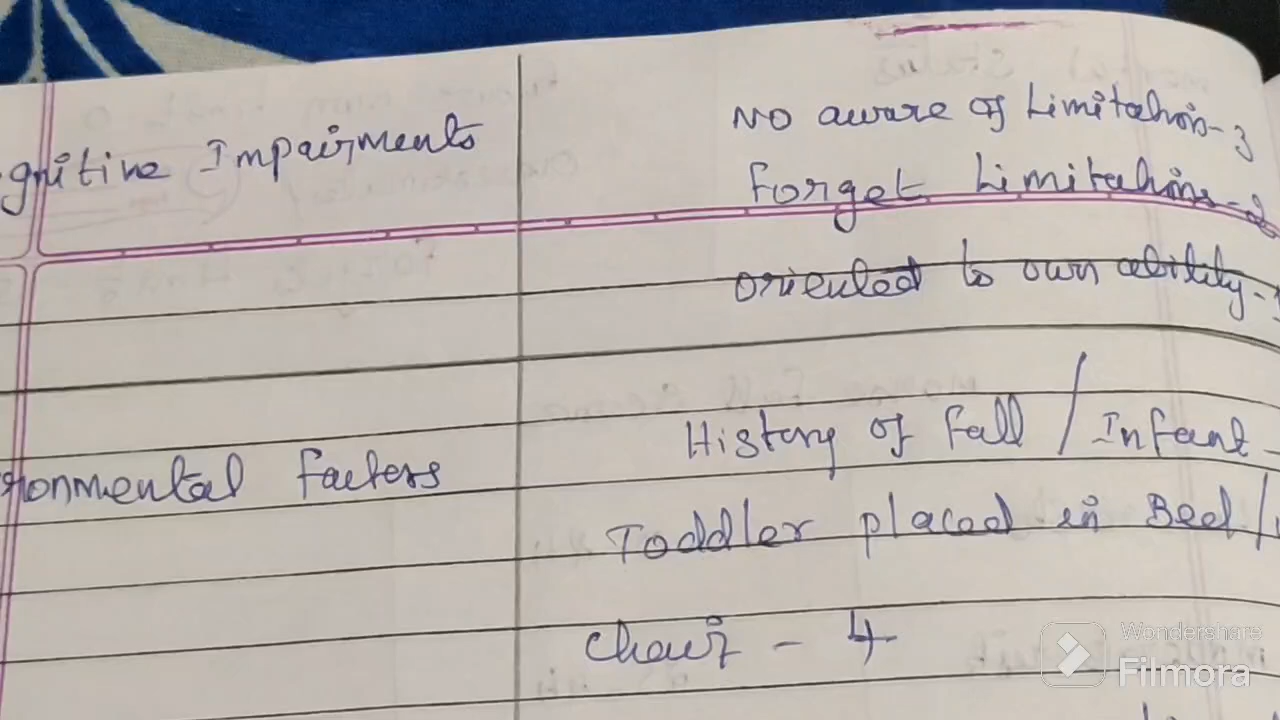 gnitive Impairments
No aware of Limitations - 3
Forget Limitations - 2
oriented to own ability - 1
ronmental factors
History of Fall / Infant -
Toddler placed in Bed /
chair - 4
Wondershare
Filmora